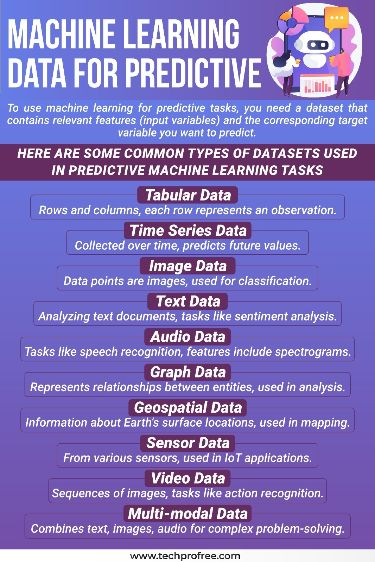 MACHINE LEARNING
DATA FOR PREDICTIVE
To use machine learning for predictive tasks, you need a dataset that
contains relevant features (input variables) and the corresponding target
variable you want to predict.
HERE ARE SOME COMMON TYPES OF DATASETS USED
IN PREDICTIVE MACHINE LEARNING TASKS
Tabular Data
Rows and columns, each row represents an observation.
Time Series Data
Collected over time, predicts future values.
Image Data
Data points are images, used for classification.
Text Data
Analyzing text documents, tasks like sentiment analysis.
Audio Data
Tasks like speech recognition, features include spectrograms.
Graph Data
Represents relationships between entities, used in analysis.
Geospatial Data
Information about Earth's surface locations, used in mapping.
Sensor Data
From various sensors, used in IoT applications.
Video Data
Sequences of images, tasks like action recognition.
Multi-modal Data
Combines text, images, audio for complex problem-solving.
www.techprofree.com